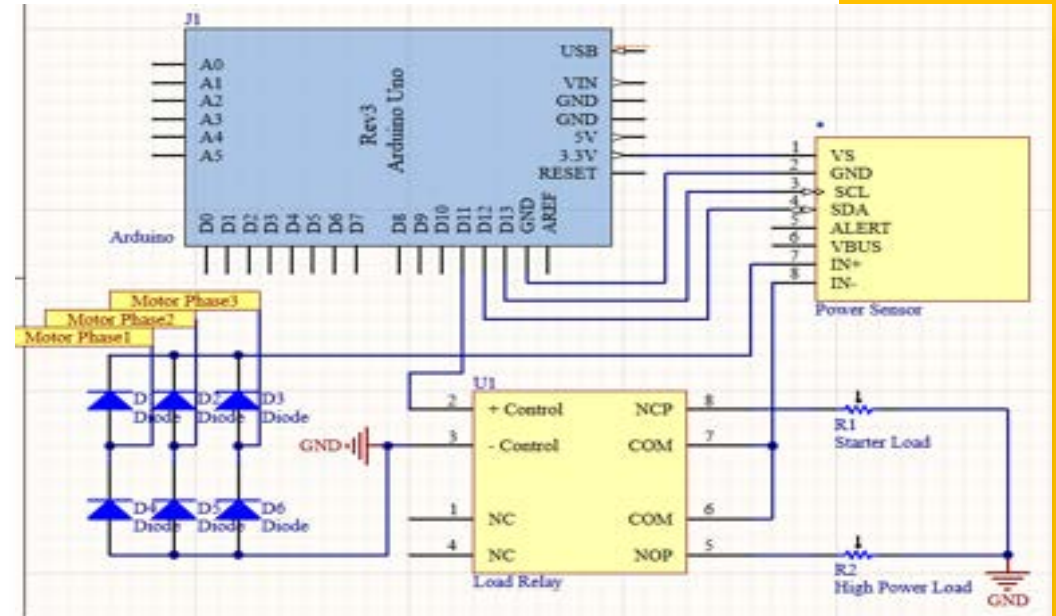 J1
A0
A1
A2
A3
A4
A5
Rev3
Arduino Uno
USB
VIN
GND
GND
5V
3.3V
RESET
D0
D1
D2
D3
D4
D5
D6
D7
D8
D9
D10
D11
D12
D13
GND
AREF
Arduino
1 VS
2 GND
3 SCL
4 SDA
5 ALERT
6 VBUS
7 IN+
8 IN-
Power Sensor
Motor Phase3
Motor Phase2
Motor Phase1
D2
Diode
D3
Diode
D4
Diode
D5
Diode
D6
Diode
GND
U1
2 + Control
3 - Control
1 NC
4 NC
NCP 8
COM 7
COM 6
NOP 5
Load Relay
R1
Starter Load
R2
High Power Load
GND